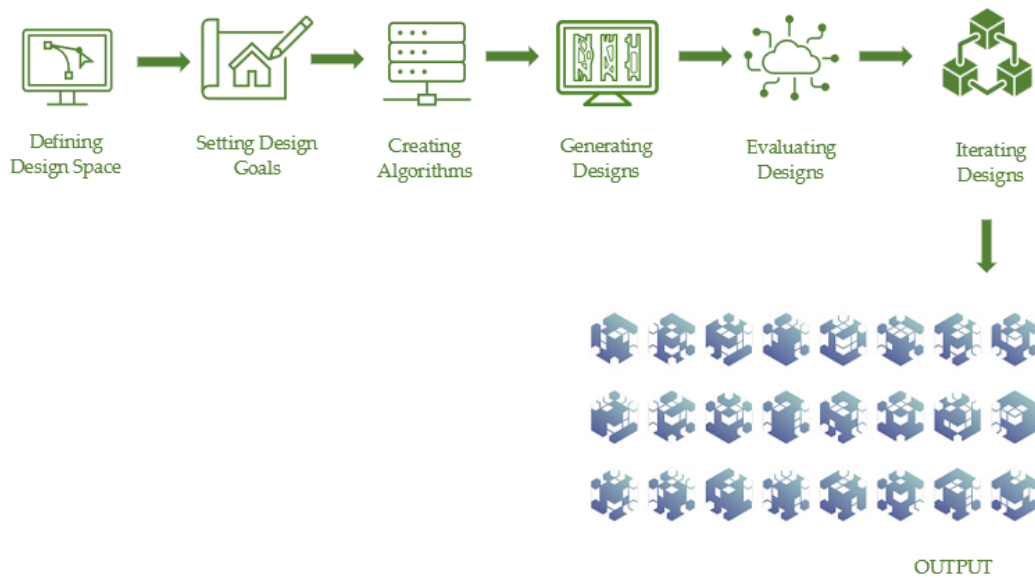 Defining
Design Space
Setting Design
Goals
Creating
Algorithms
Generating
Designs
Evaluating
Designs
Iterating
Designs
OUTPUT